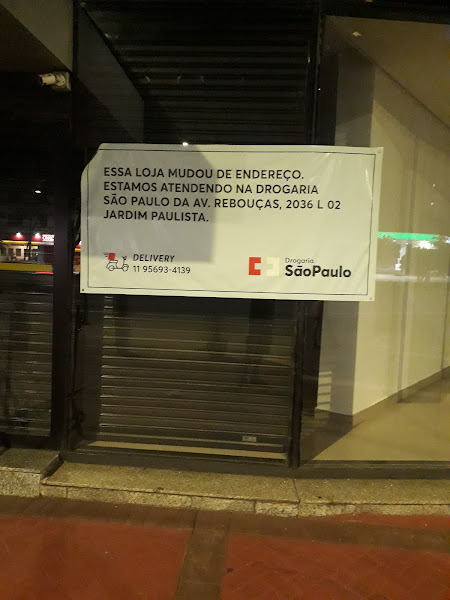 ESSA LOJA MUDOU DE ENDEREÇO.
ESTAMOS ATENDENDO NA DROGARIA
SÃO PAULO DA AV. REBOUÇAS, 2036 L 02
JARDIM PAULISTA.
DELIVERY
11 95693-4139
Drogaria
SãoPaulo